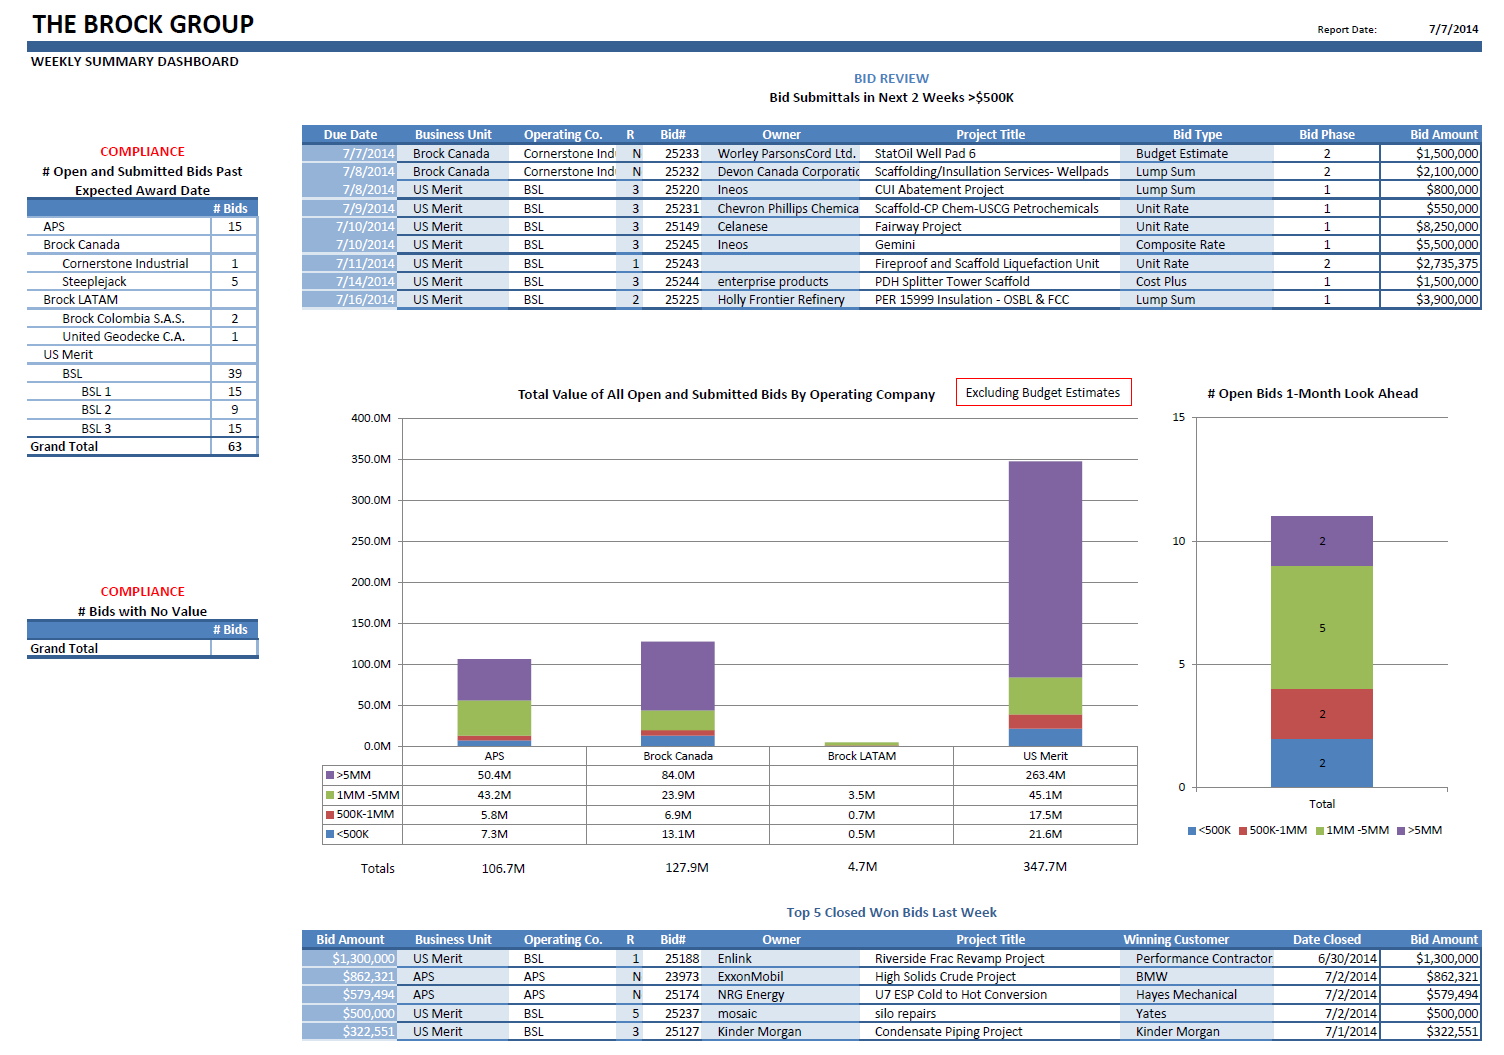 THE BROCK GROUP
Report Date: 7/7/2014
WEEKLY SUMMARY DASHBOARD
BID REVIEW
Bid Submittals in Next 2 Weeks >$500K
Due Date Business Unit Operating Co. R Bid# Owner Project Title Bid Type Bid Phase Bid Amount
7/7/2014 Brock Canada Cornerstone Ind N 25233 Worley ParsonsCord Ltd. StatOil Well Pad 6 Budget Estimate 2 $1,500,000
7/8/2014 Brock Canada Cornerstone Ind N 25232 Devon Canada Corporatic Scaffolding/Insullation Services- Wellpads Lump Sum 2 $2,100,000
7/8/2014 US Merit BSL 3 25220 Ineos CUI Abatement Project Lump Sum 1 $800,000
7/9/2014 US Merit BSL 3 25231 Chevron Phillips Chemica Scaffold-CP Chem-USCG Petrochemicals Unit Rate 1 $550,000
7/10/2014 US Merit BSL 3 25149 Celanese Fairway Project Unit Rate 1 $8,250,000
7/10/2014 US Merit BSL 3 25245 Ineos Gemini Composite Rate 1 $5,500,000
7/11/2014 US Merit BSL 1 25243 Fireproof and Scaffold Liquefaction Unit Unit Rate 2 $2,735,375
7/14/2014 US Merit BSL 3 25244 enterprise products PDH Splitter Tower Scaffold Cost Plus 1 $1,500,000
7/16/2014 US Merit BSL 2 25225 Holly Frontier Refinery PER 15999 Insulation - OSBL & FCC Lump Sum 1 $3,900,000
COMPLIANCE
# Open and Submitted Bids Past
Expected Award Date
# Bids
APS 15
Brock Canada
Cornerstone Industrial 1
Steeplejack 5
Brock LATAM
Brock Colombia S.A.S. 2
United Geodecke C.A. 1
US Merit
BSL 39
BSL 1 15
BSL 2 9
BSL 3 15
Grand Total 63
COMPLIANCE
# Bids with No Value
# Bids
Grand Total
Total Value of All Open and Submitted Bids By Operating Company
Excluding Budget Estimates
400.0M
350.0M
300.0M
250.0M
200.0M
150.0M
100.0M
50.0M
0.0M
APS Brock Canada Brock LATAM US Merit
>5MM 50.4M 84.0M 263.4M
1MM -5MM 43.2M 23.9M 3.5M 45.1M
500K-1MM 5.8M 6.9M 0.7M 17.5M
<500K 7.3M 13.1M 0.5M 21.6M
Totals 106.7M 127.9M 4.7M 347.7M
# Open Bids 1-Month Look Ahead
15
10
5
0
2
5
2
2
Total
<500K 500K-1MM 1MM -5MM >5MM
Top 5 Closed Won Bids Last Week
Bid Amount Business Unit Operating Co. R Bid# Owner Project Title Winning Customer Date Closed Bid Amount
$1,300,000 US Merit BSL 1 25188 Enlink Riverside Frac Revamp Project Performance Contractor 6/30/2014 $1,300,000
$862,321 APS APS N 23973 ExxonMobil High Solids Crude Project BMW 7/2/2014 $862,321
$579,494 APS APS N 25174 NRG Energy U7 ESP Cold to Hot Conversion Hayes Mechanical 7/2/2014 $579,494
$500,000 US Merit BSL 5 25237 mosaic silo repairs Yates 7/2/2014 $500,000
$322,551 US Merit BSL 3 25127 Kinder Morgan Condensate Piping Project Kinder Morgan 7/1/2014 $322,551